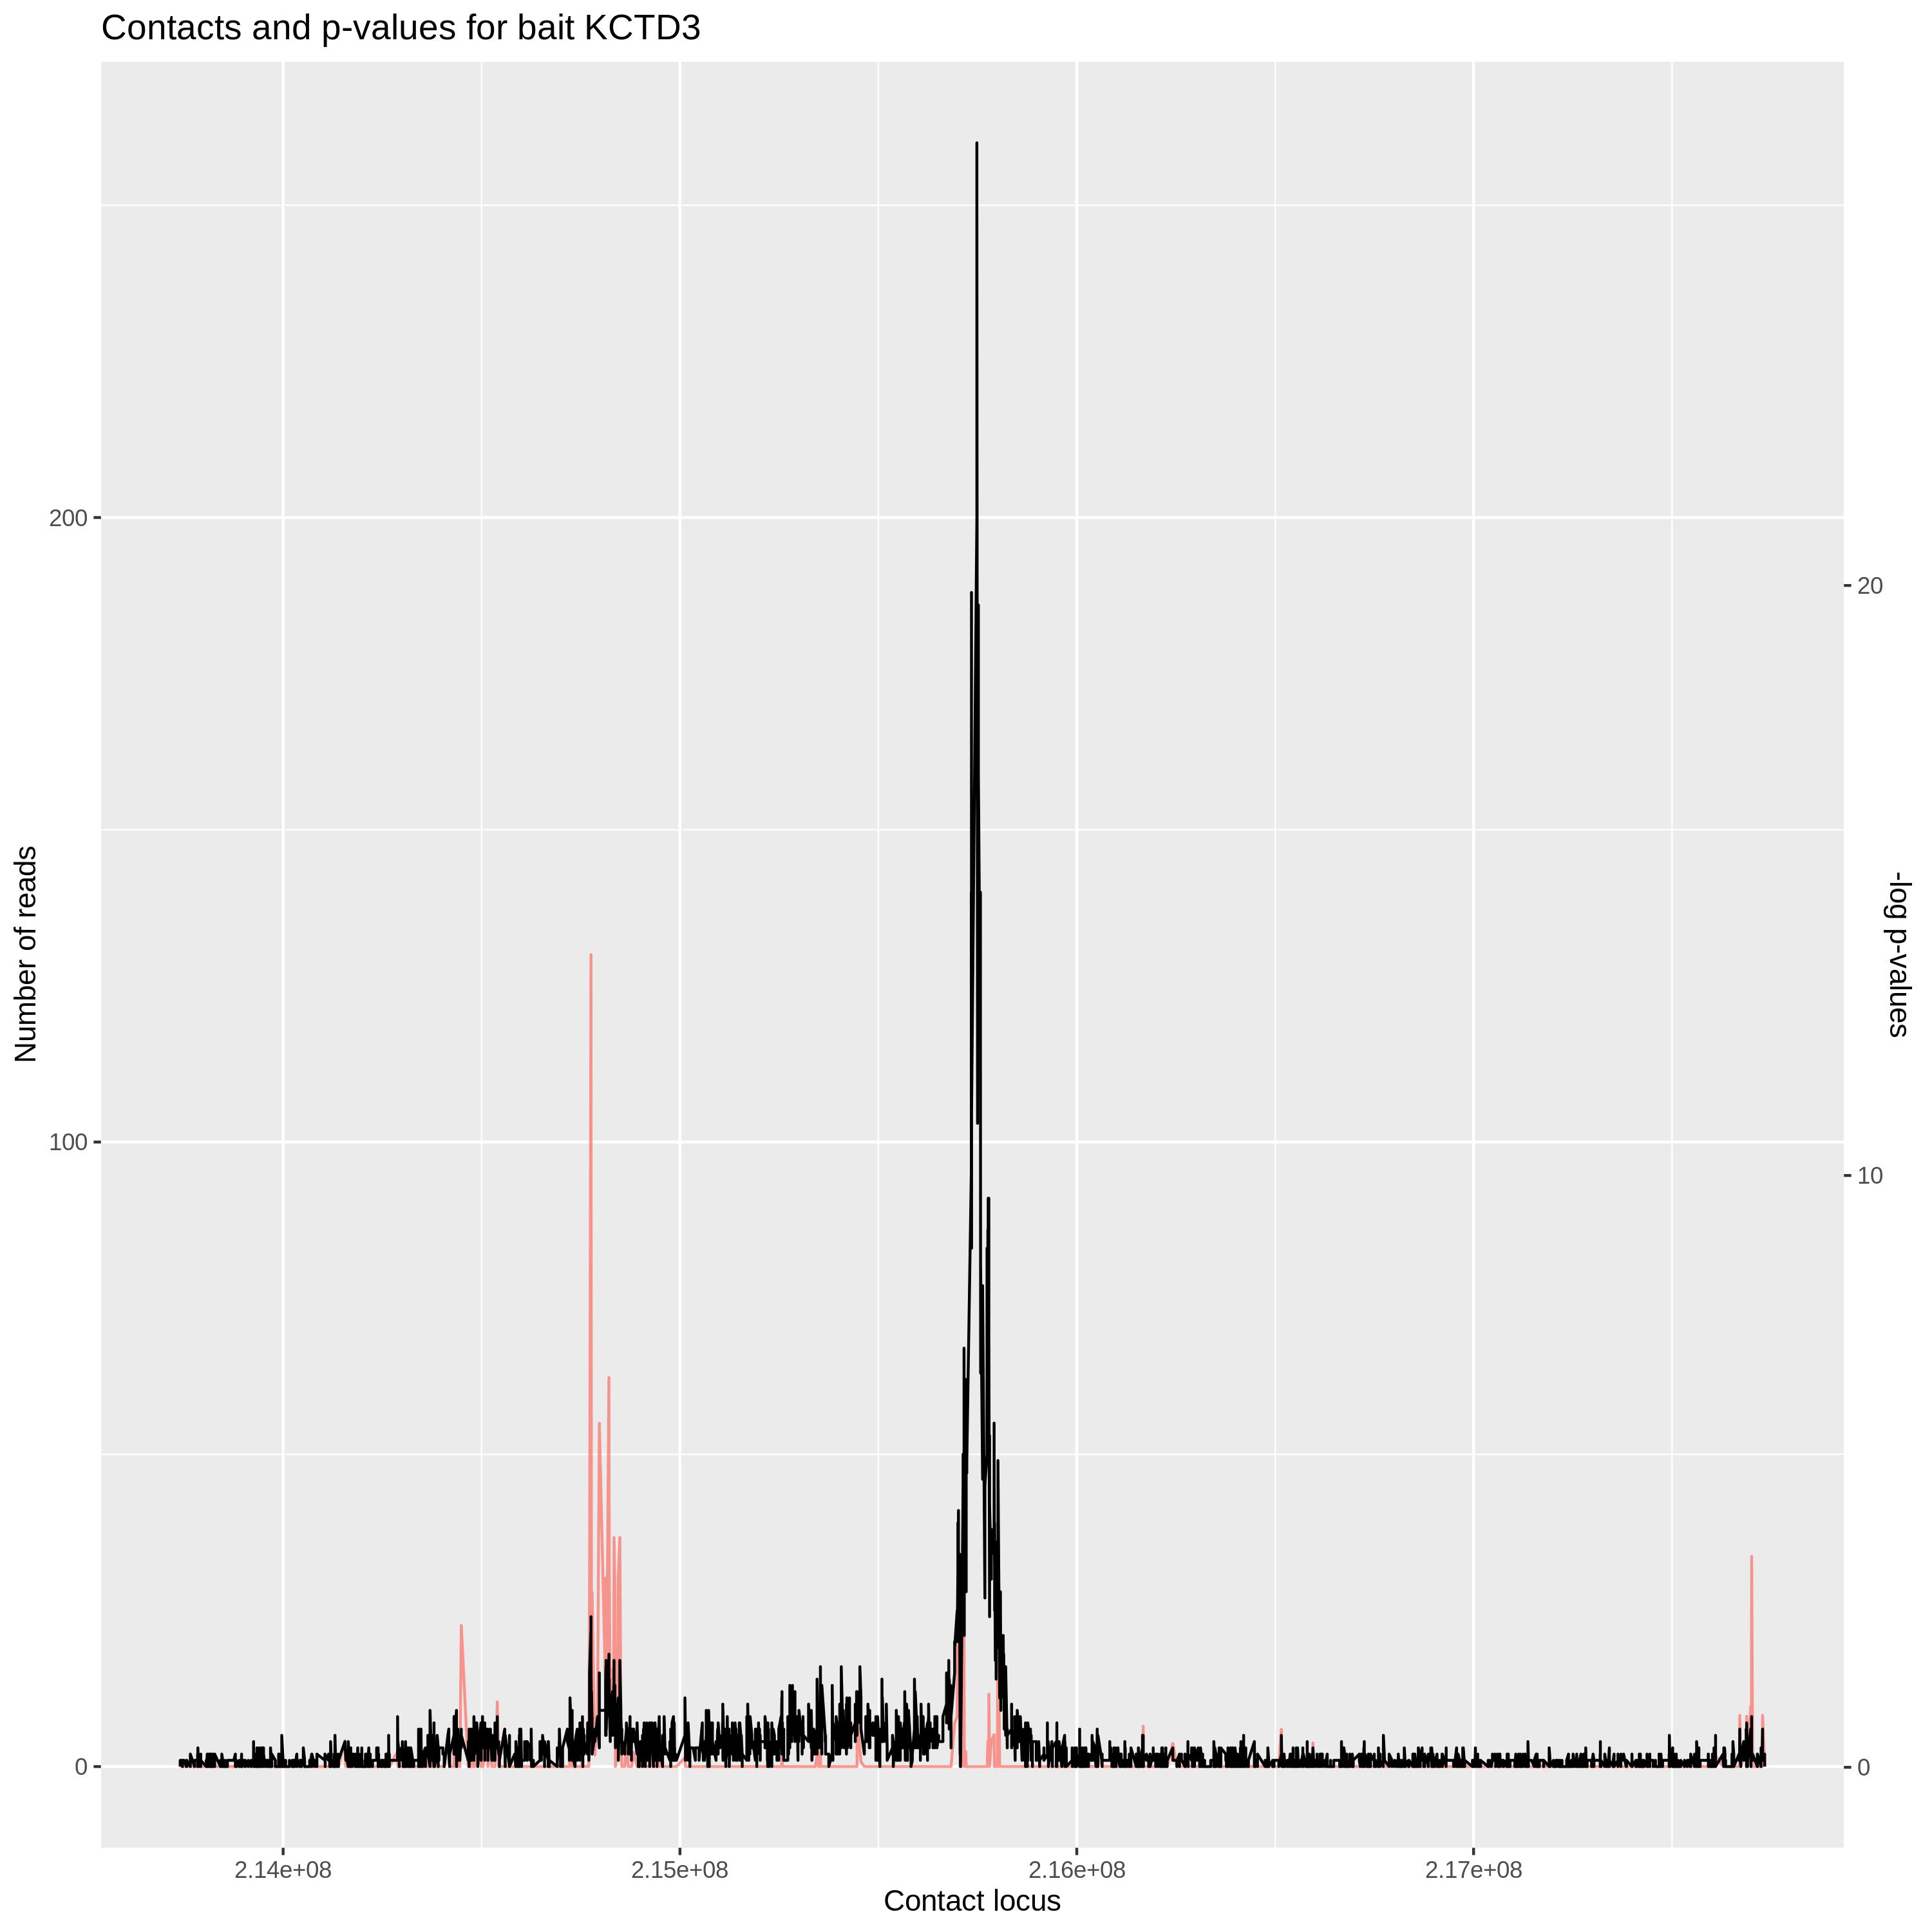 Contacts and p-values for bait KCTD3
Number of reads
200
100
0
20
10
0
-log p-values
2.14e+08
2.15e+08
2.16e+08
2.17e+08
Contact locus